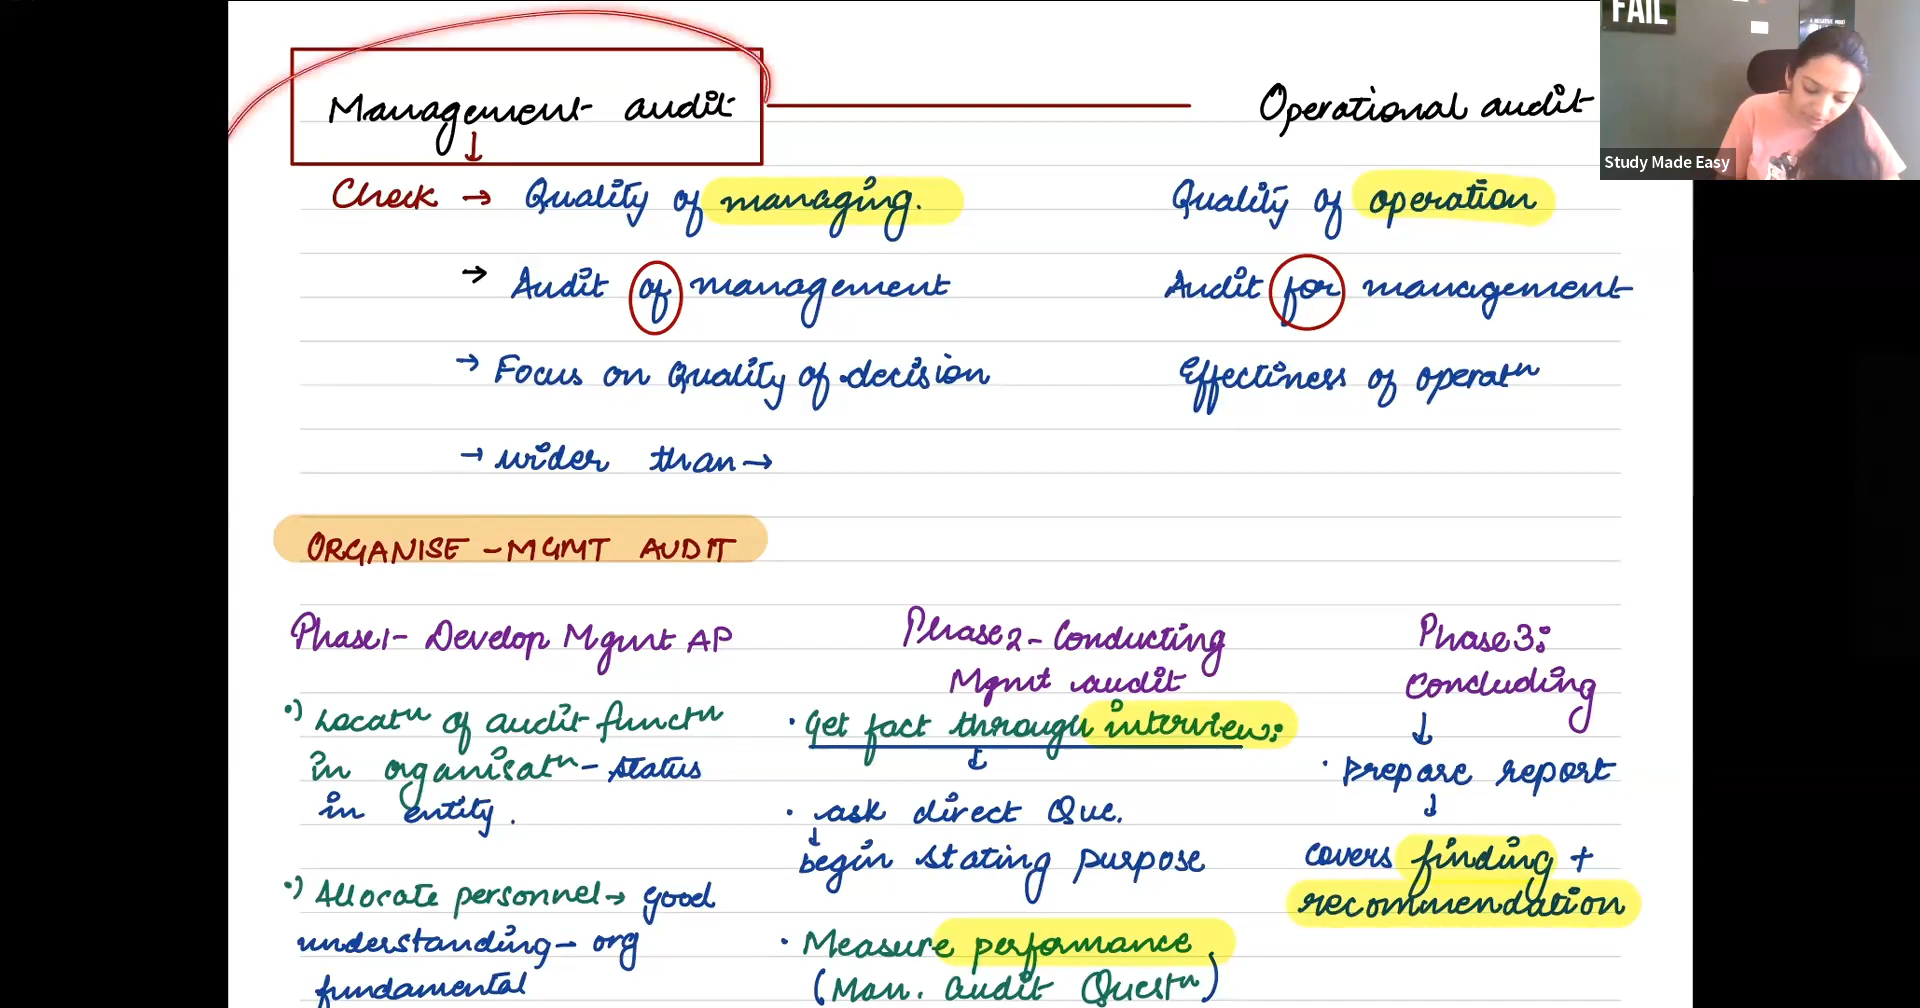 Management audit
Operational audit
Check → Quality of managing.
Quality of operation
→ Audit of management
Audit for management
→ Focus on Quality of decision
Effectiness of operatn
→ wider than →
ORGANISE - MGMT AUDIT
Phase1- Develop Mgmt AP
•) Locatn of audit functn
in organisatn - status
in entity.
•) Allocate personnel → good
understanding - org
fundamental
Phase2 - Conducting
Mgmt audit
• Get fact through interview:
• ask direct Que.
begin stating purpose
• Measure performance
(Man. audit Questn)
Phase3:
Concluding
• Prepare report
covers finding +
recommendation
FAIL
Study Made Easy